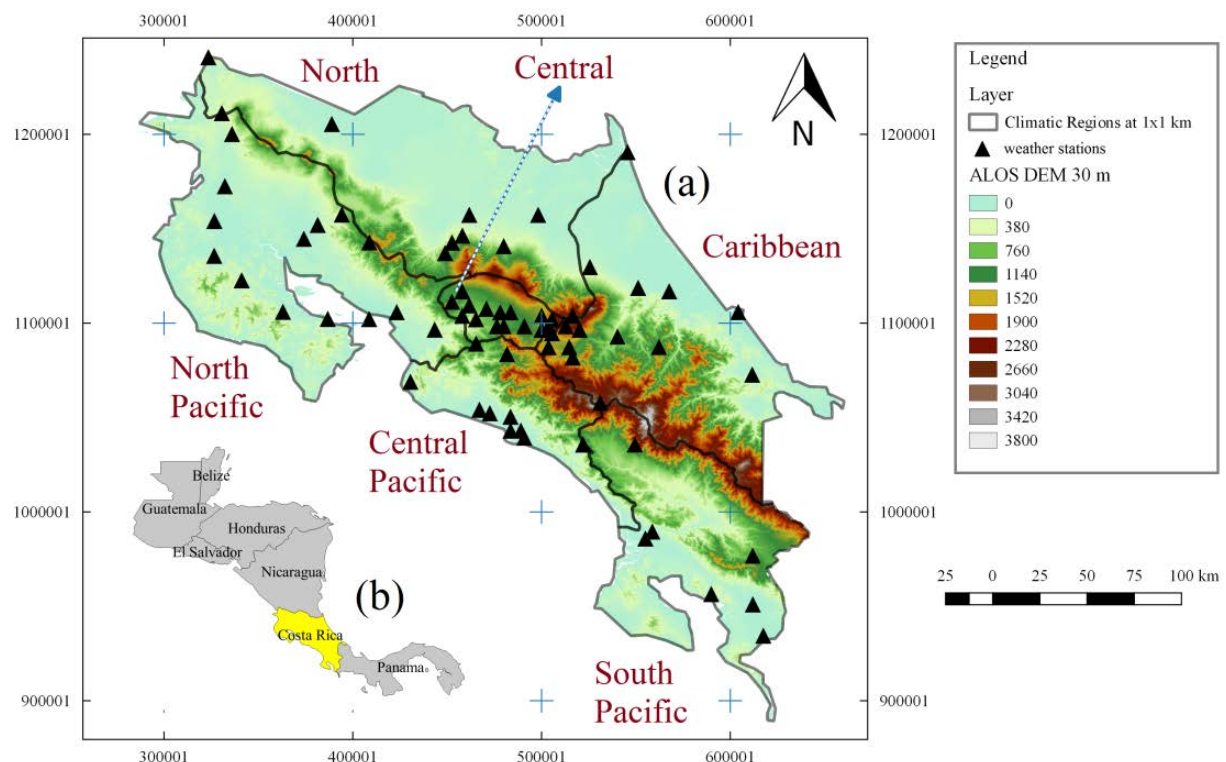 300001 400001 500001 600001
North
Central
1200001
1200001
N
(a)
Caribbean
1100001
1100001
North
Pacific
Central
Pacific
1000001
1000001
South
Pacific
900001
900001
300001 400001 500001 600001
Belize
Guatemala
Honduras
El Salvador
Nicaragua
(b)
Costa Rica
Panama
Legend
Layer
Climatic Regions at 1x1 km
weather stations
ALOS DEM 30 m
0
380
760
1140
1520
1900
2280
2660
3040
3420
3800
25 0 25 50 75 100 km